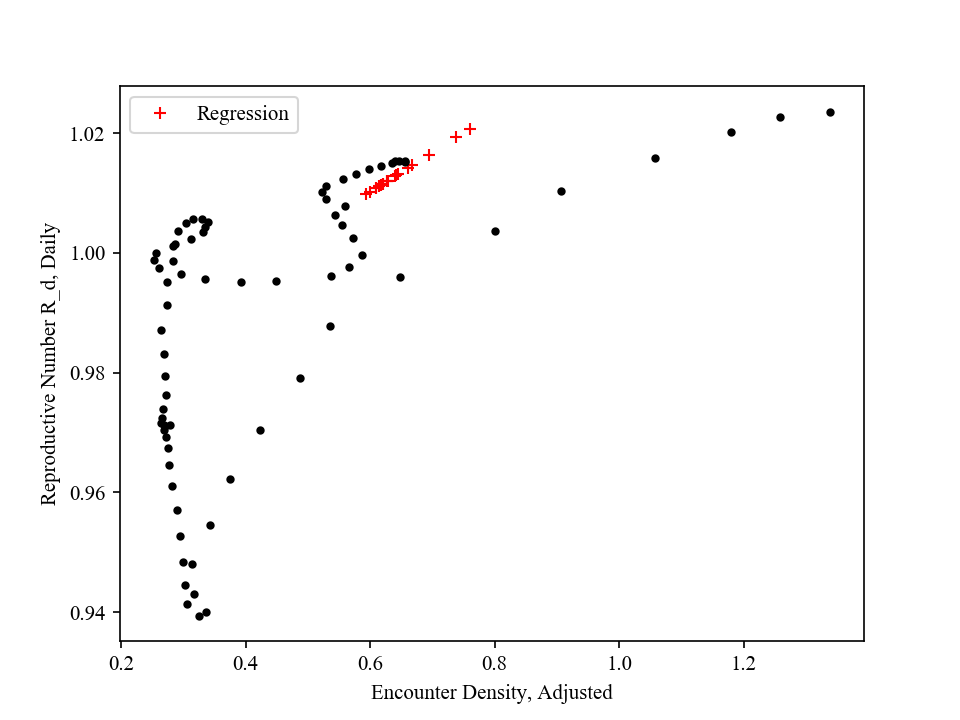 Regression
1.02
1.00
0.98
0.96
0.94
Reproductive Number R_d, Daily
0.2 0.4 0.6 0.8 1.0 1.2
Encounter Density, Adjusted